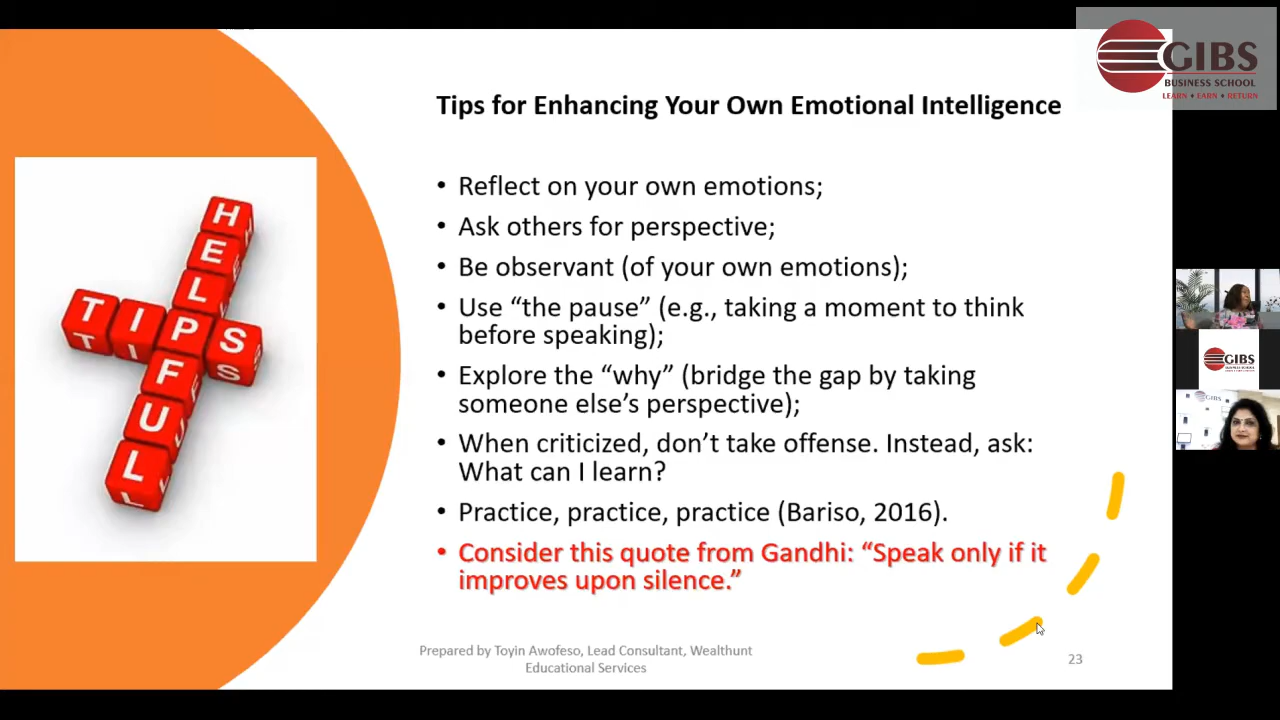 GIBS
BUSINESS SCHOOL
LEARN ♦ EARN ♦ RETURN
Tips for Enhancing Your Own Emotional Intelligence
• Reflect on your own emotions;
• Ask others for perspective;
• Be observant (of your own emotions);
• Use “the pause” (e.g., taking a moment to think
before speaking);
• Explore the “why” (bridge the gap by taking
someone else’s perspective);
• When criticized, don’t take offense. Instead, ask:
What can I learn?
• Practice, practice, practice (Bariso, 2016).
• Consider this quote from Gandhi: “Speak only if it
improves upon silence.”
HELPFUL
TIPS
GIBS
GIBS
Prepared by Toyin Awofeso, Lead Consultant, Wealthunt
Educational Services
23